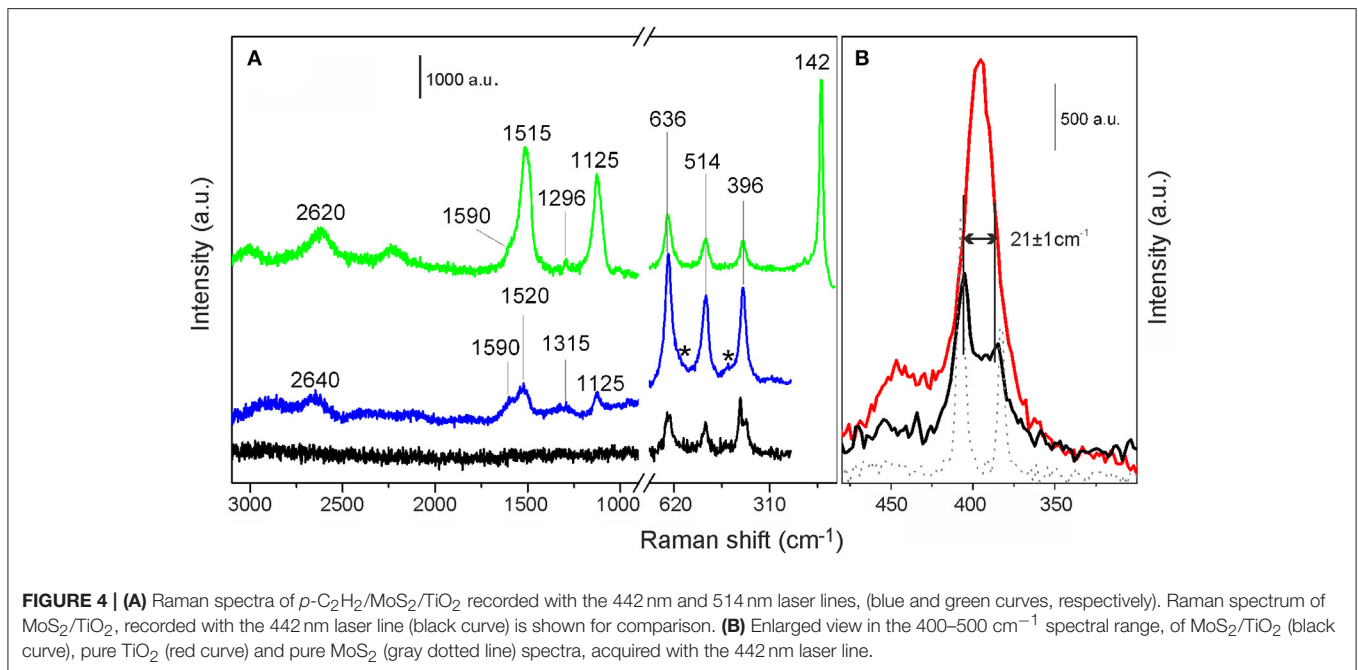 A
1000 a.u.
142
636
1515
1125
514
1296
396
1590
2620
1520
1590
1315
2640
1125
* *
Intensity (a.u.)
3000 2500 2000 1500 1000 620 310
B
500 a.u.
21±1cm⁻¹
Intensity (a.u.)
450 400 350
Raman shift (cm⁻¹)
FIGURE 4 | (A) Raman spectra of p-C₂H₂/MoS₂/TiO₂ recorded with the 442 nm and 514 nm laser lines, (blue and green curves, respectively). Raman spectrum of
MoS₂/TiO₂, recorded with the 442 nm laser line (black curve) is shown for comparison. (B) Enlarged view in the 400–500 cm⁻¹ spectral range, of MoS₂/TiO₂ (black
curve), pure TiO₂ (red curve) and pure MoS₂ (gray dotted line) spectra, acquired with the 442 nm laser line.